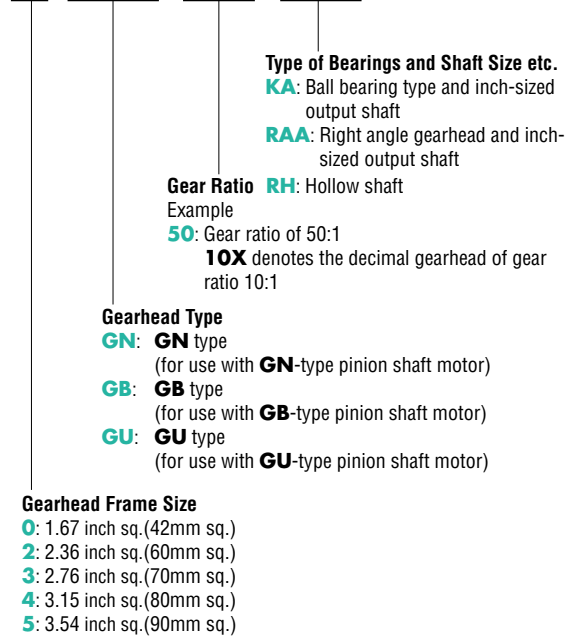 Type of Bearings and Shaft Size etc.
KA: Ball bearing type and inch-sized
output shaft
RAA: Right angle gearhead and inch-
sized output shaft
RH: Hollow shaft
Gear Ratio
Example
50: Gear ratio of 50:1
10X denotes the decimal gearhead of gear
ratio 10:1
Gearhead Type
GN: GN type
(for use with GN-type pinion shaft motor)
GB: GB type
(for use with GB-type pinion shaft motor)
GU: GU type
(for use with GU-type pinion shaft motor)
Gearhead Frame Size
0: 1.67 inch sq.(42mm sq.)
2: 2.36 inch sq.(60mm sq.)
3: 2.76 inch sq.(70mm sq.)
4: 3.15 inch sq.(80mm sq.)
5: 3.54 inch sq.(90mm sq.)